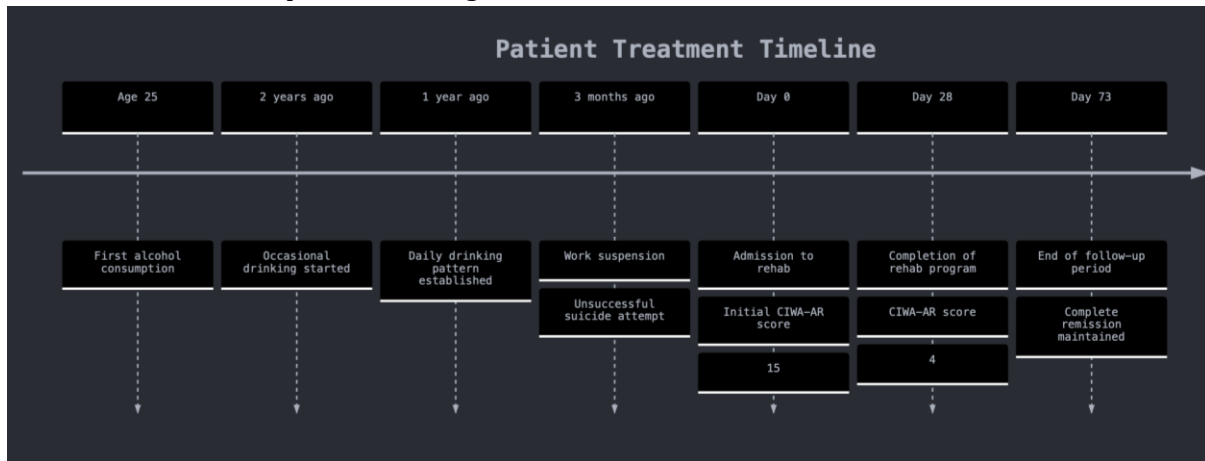 Patient Treatment Timeline
Age 25
2 years ago
1 year ago
3 months ago
Day 0
Day 28
Day 73
First alcohol
consumption
Occasional
drinking started
Daily drinking
pattern
established
Work suspension
Unsuccessful
suicide attempt
Admission to
rehab
Initial CIWA-AR
score
15
Completion of
rehab program
CIWA-AR score
4
End of follow-up
period
Complete
remission
maintained